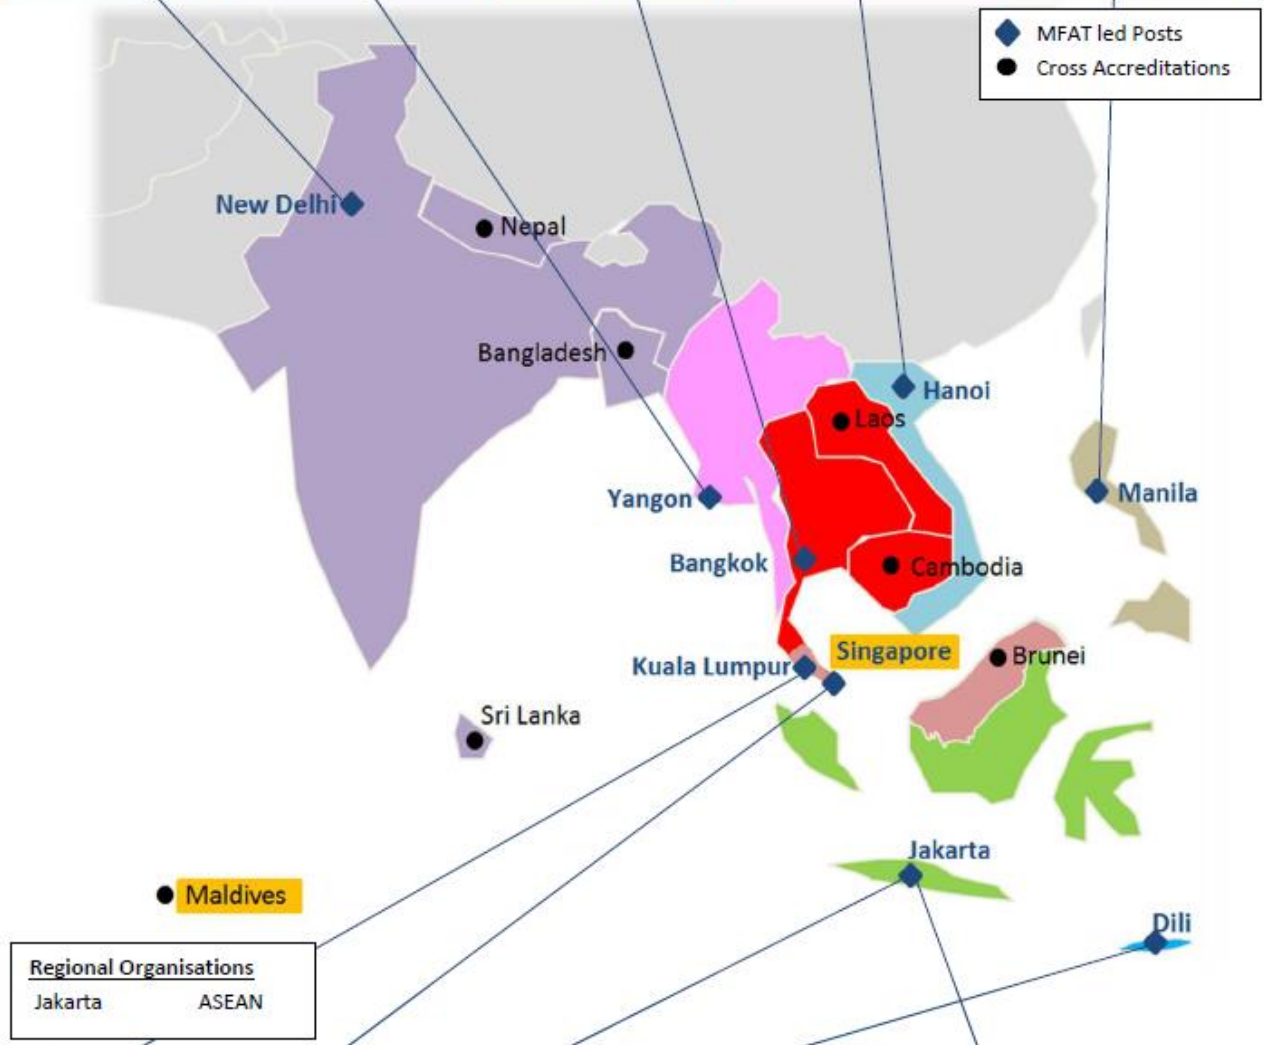 MFAT led Posts
Cross Accreditations
New Delhi
Nepal
Bangladesh
Hanoi
Laos
Yangon
Manila
Bangkok
Cambodia
Singapore
Kuala Lumpur
Brunei
Sri Lanka
Jakarta
Maldives
Dili
Regional Organisations
Jakarta ASEAN